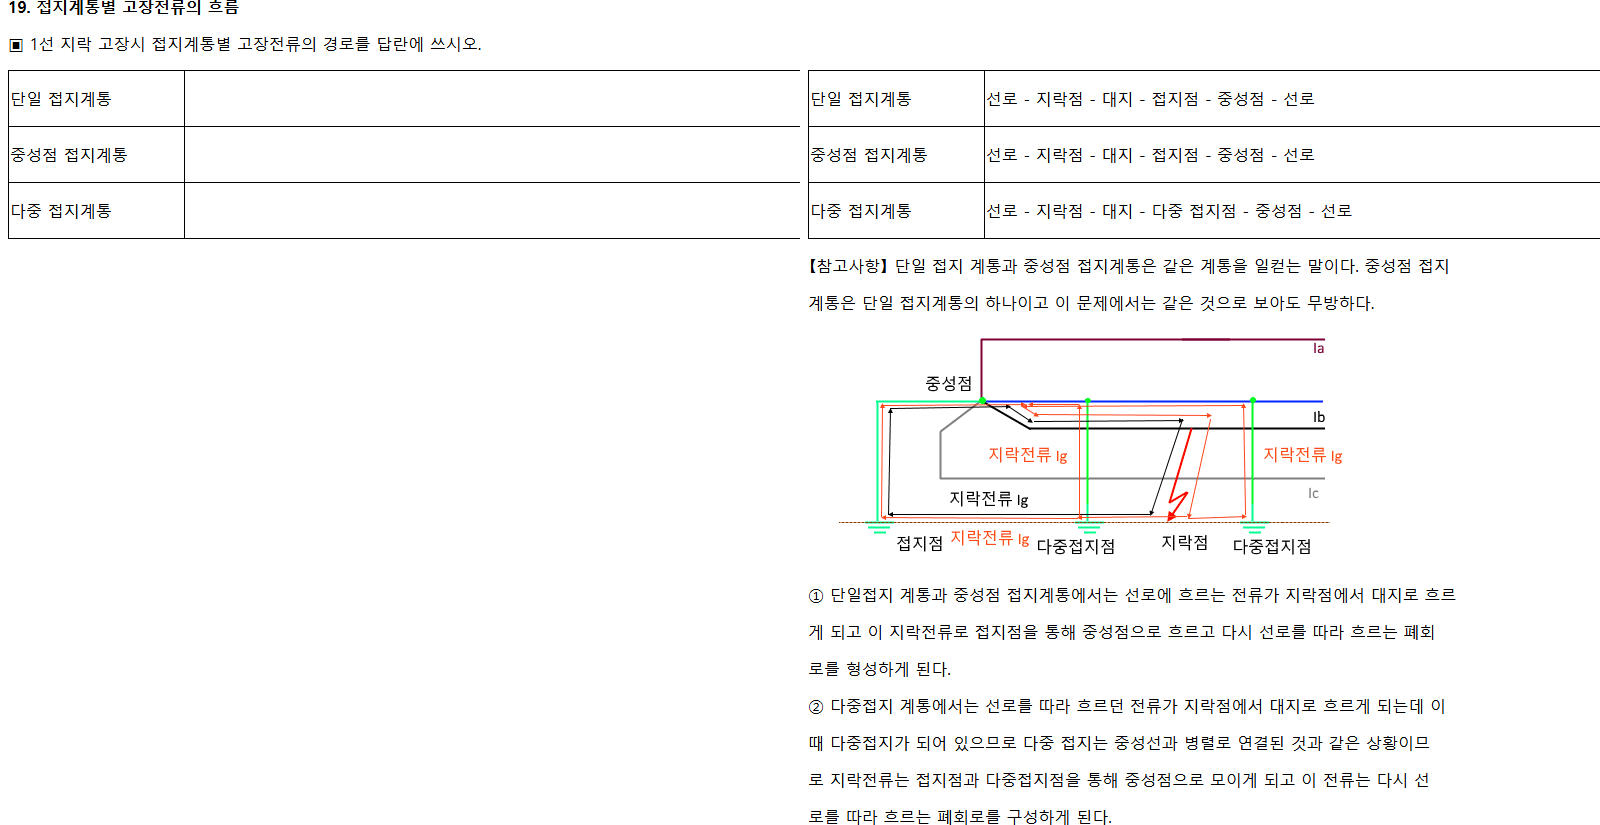 19. 접지계통별 고장전류의 흐름
▣ 1선 지락 고장시 접지계통별 고장전류의 경로를 답란에 쓰시오.
단일 접지계통
중성점 접지계통
다중 접지계통
단일 접지계통 선로 - 지락점 - 대지 - 접지점 - 중성점 - 선로
중성점 접지계통 선로 - 지락점 - 대지 - 접지점 - 중성점 - 선로
다중 접지계통 선로 - 지락점 - 대지 - 다중 접지점 - 중성점 - 선로
【참고사항】 단일 접지 계통과 중성점 접지계통은 같은 계통을 일컫는 말이다. 중성점 접지
계통은 단일 접지계통의 하나이고 이 문제에서는 같은 것으로 보아도 무방하다.
Ia
중성점
Ib
지락전류 Ig
지락전류 Ig
Ic
지락전류 Ig
접지점
지락전류 Ig
다중접지점
지락점
다중접지점
① 단일접지 계통과 중성점 접지계통에서는 선로에 흐르는 전류가 지락점에서 대지로 흐르
게 되고 이 지락전류로 접지점을 통해 중성점으로 흐르고 다시 선로를 따라 흐르는 폐회
로를 형성하게 된다.
② 다중접지 계통에서는 선로를 따라 흐르던 전류가 지락점에서 대지로 흐르게 되는데 이
때 다중접지가 되어 있으므로 다중 접지는 중성선과 병렬로 연결된 것과 같은 상황이므
로 지락전류는 접지점과 다중접지점을 통해 중성점으로 모이게 되고 이 전류는 다시 선
로를 따라 흐르는 폐회로를 구성하게 된다.